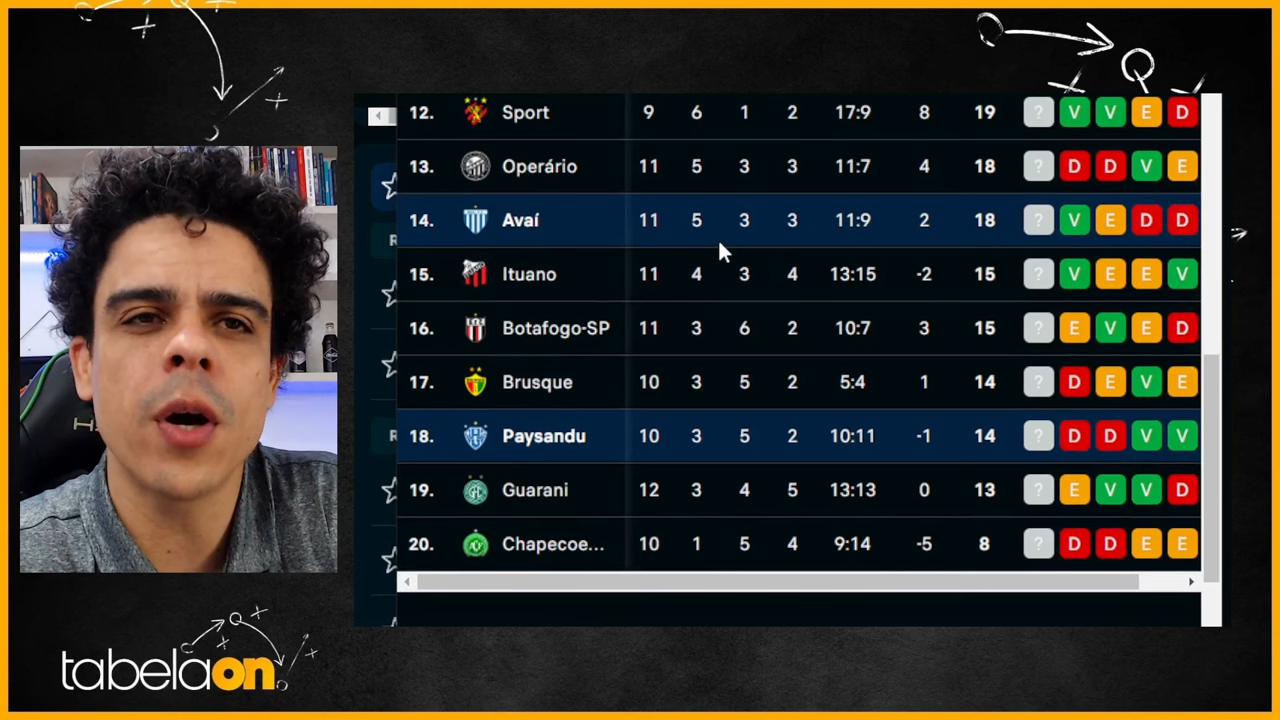 12. Sport 9 6 1 2 17:9 8 19 ? V V E D
13. Operário 11 5 3 3 11:7 4 18 ? D D V E
14. Avaí 11 5 3 3 11:9 2 18 ? V E D D
15. Ituano 11 4 3 4 13:15 -2 15 ? V E E V
16. Botafogo-SP 11 3 6 2 10:7 3 15 ? E V E D
17. Brusque 10 3 5 2 5:4 1 14 ? D E V E
18. Paysandu 10 3 5 2 10:11 -1 14 ? D D V V
19. Guarani 12 3 4 5 13:13 0 13 ? E V V D
20. Chapecoe... 10 1 5 4 9:14 -5 8 ? D D E E
tabelaon